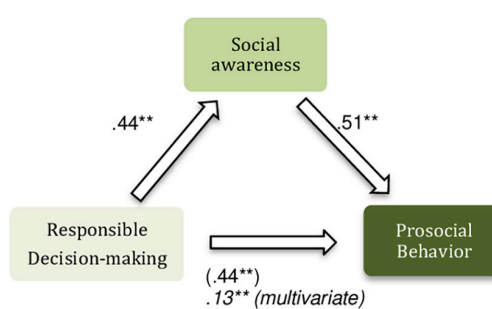 Social
awareness
.44**
.51**
Responsible
Decision-making
Prosocial
Behavior
(.44**)
.13** (multivariate)